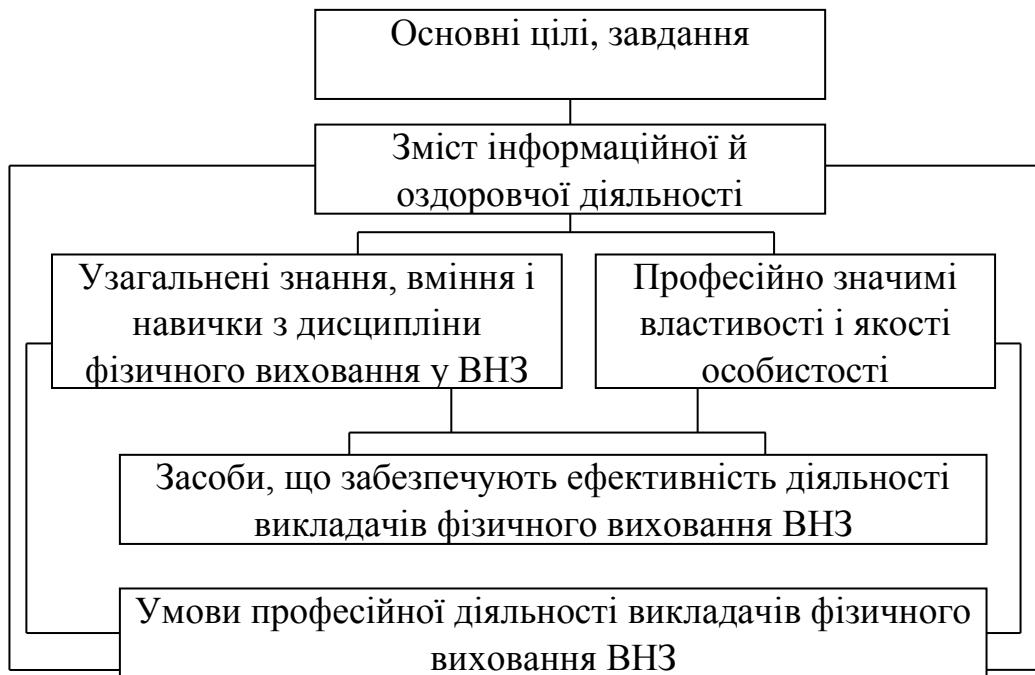 Основні цілі, завдання
Зміст інформаційної й
оздоровчої діяльності
Узагальнені знання, вміння і
навички з дисципліни
фізичного виховання у ВНЗ
Професійно значимі
властивості і якості
особистості
Засоби, що забезпечують ефективність діяльності
викладачів фізичного виховання ВНЗ
Умови професійної діяльності викладачів фізичного
виховання ВНЗ